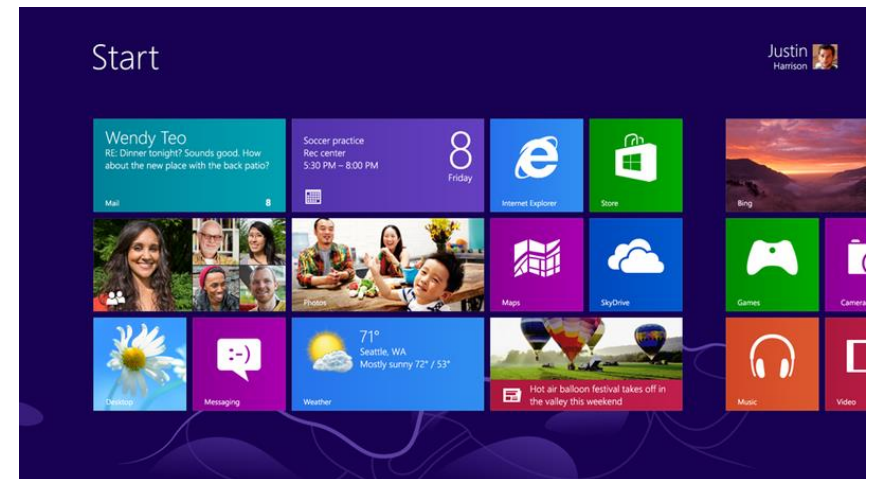 Start
Justin
Harrison
Wendy Teo
RE: Dinner tonight? Sounds good. How
about the new place with the back patio?
Mail
8
Soccer practice
Rec center
5:30 PM – 8:00 PM
8
Friday
Internet Explorer
Store
Bing
Photos
Maps
SkyDrive
Games
Camera
Desktop
:-)
Messaging
71°
Seattle, WA
Mostly sunny 72° / 53°
Weather
Hot air balloon festival takes off in
the valley this weekend
Music
Video